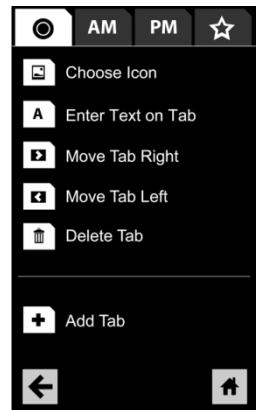 AM PM
Choose Icon
A Enter Text on Tab
Move Tab Right
Move Tab Left
Delete Tab
Add Tab